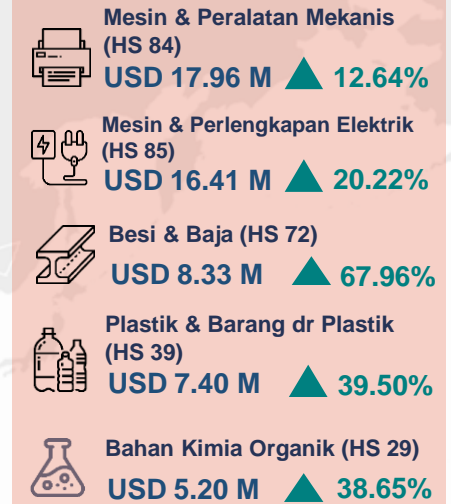 Mesin & Peralatan Mekanis
(HS 84)
USD 17.96 M 12.64%
Mesin & Perlengkapan Elektrik
(HS 85)
USD 16.41 M 20.22%
Besi & Baja (HS 72)
USD 8.33 M 67.96%
Plastik & Barang dr Plastik
(HS 39)
USD 7.40 M 39.50%
Bahan Kimia Organik (HS 29)
USD 5.20 M 38.65%